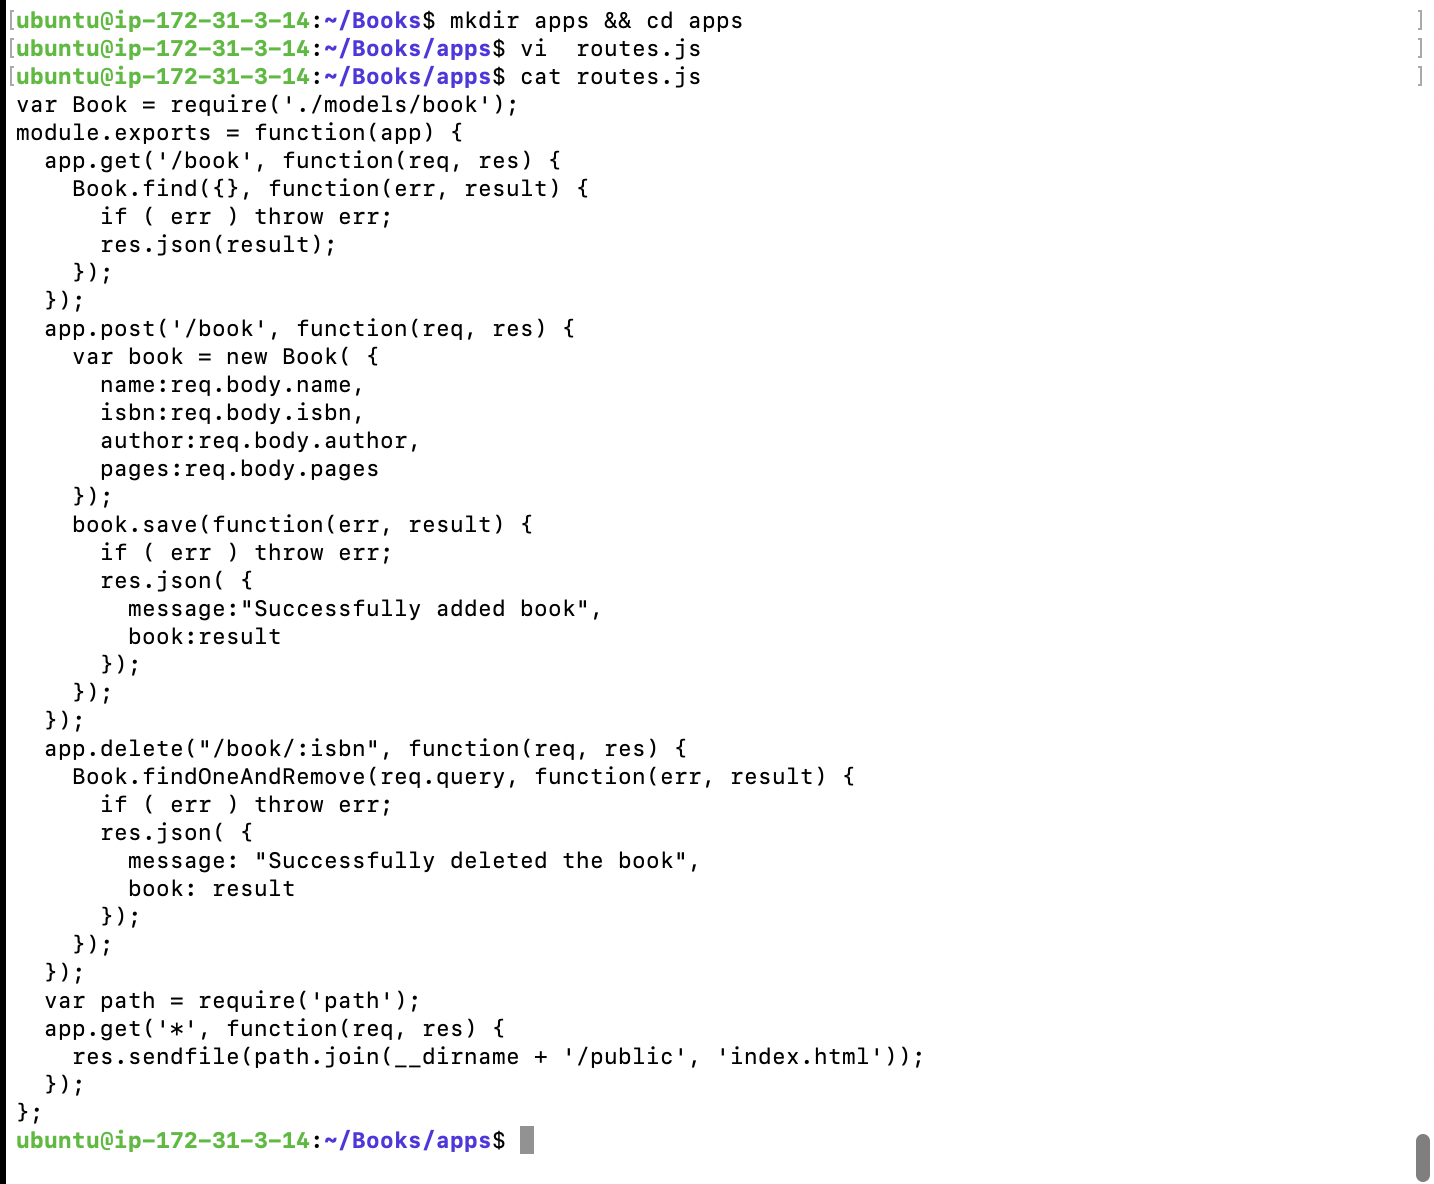 [ubuntu@ip-172-31-3-14:~/Books$ mkdir apps && cd apps ]
[ubuntu@ip-172-31-3-14:~/Books/apps$ vi  routes.js ]
[ubuntu@ip-172-31-3-14:~/Books/apps$ cat routes.js ]
var Book = require('./models/book');
module.exports = function(app) {
  app.get('/book', function(req, res) {
    Book.find({}, function(err, result) {
      if ( err ) throw err;
      res.json(result);
    });
  });
  app.post('/book', function(req, res) {
    var book = new Book( {
      name:req.body.name,
      isbn:req.body.isbn,
      author:req.body.author,
      pages:req.body.pages
    });
    book.save(function(err, result) {
      if ( err ) throw err;
      res.json( {
        message:"Successfully added book",
        book:result
      });
    });
  });
  app.delete("/book/:isbn", function(req, res) {
    Book.findOneAndRemove(req.query, function(err, result) {
      if ( err ) throw err;
      res.json( {
        message: "Successfully deleted the book",
        book: result
      });
    });
  });
  var path = require('path');
  app.get('*', function(req, res) {
    res.sendfile(path.join(__dirname + '/public', 'index.html'));
  });
};
ubuntu@ip-172-31-3-14:~/Books/apps$